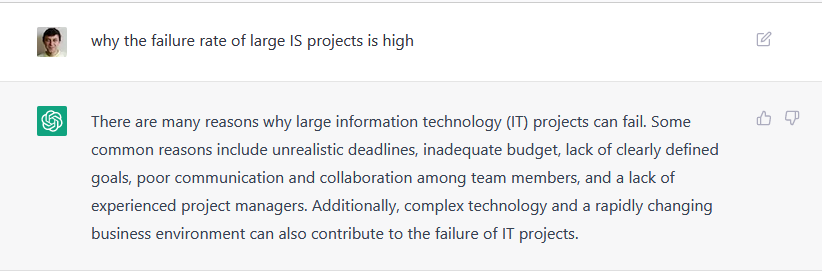 why the failure rate of large IS projects is high
There are many reasons why large information technology (IT) projects can fail. Some
common reasons include unrealistic deadlines, inadequate budget, lack of clearly defined
goals, poor communication and collaboration among team members, and a lack of
experienced project managers. Additionally, complex technology and a rapidly changing
business environment can also contribute to the failure of IT projects.